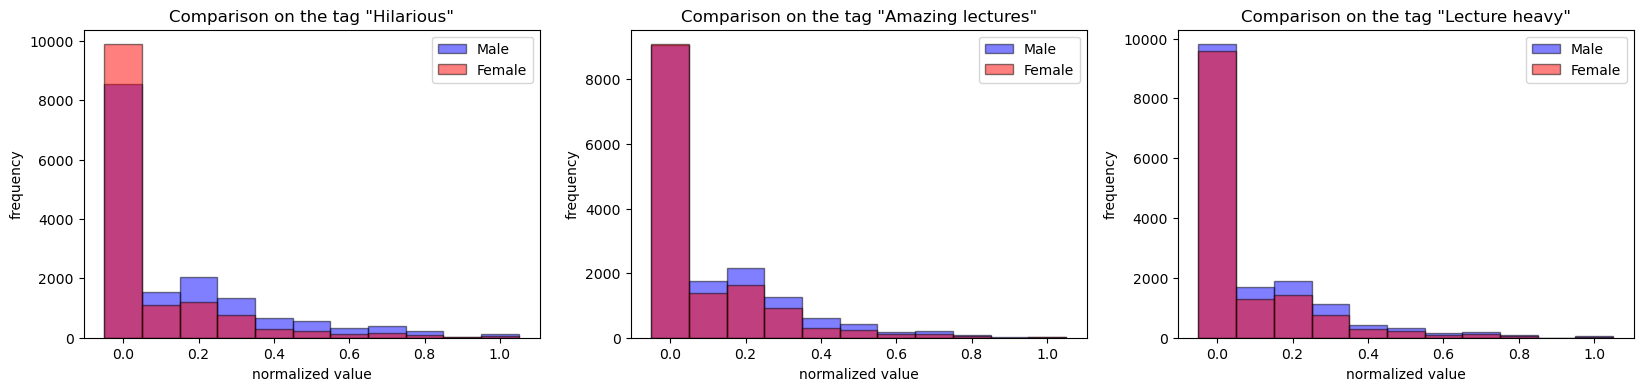 Comparison on the tag "Hilarious"
10000
8000
6000
4000
2000
0
frequency
0.0 0.2 0.4 0.6 0.8 1.0
normalized value
Male
Female
Comparison on the tag "Amazing lectures"
8000
6000
4000
2000
0
frequency
0.0 0.2 0.4 0.6 0.8 1.0
normalized value
Male
Female
Comparison on the tag "Lecture heavy"
10000
8000
6000
4000
2000
0
frequency
0.0 0.2 0.4 0.6 0.8 1.0
normalized value
Male
Female